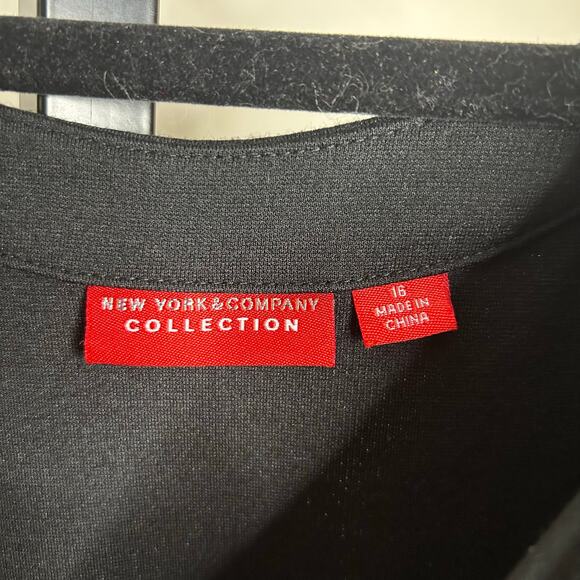 NEW YORK & COMPANY
COLLECTION
16
MADE IN
CHINA